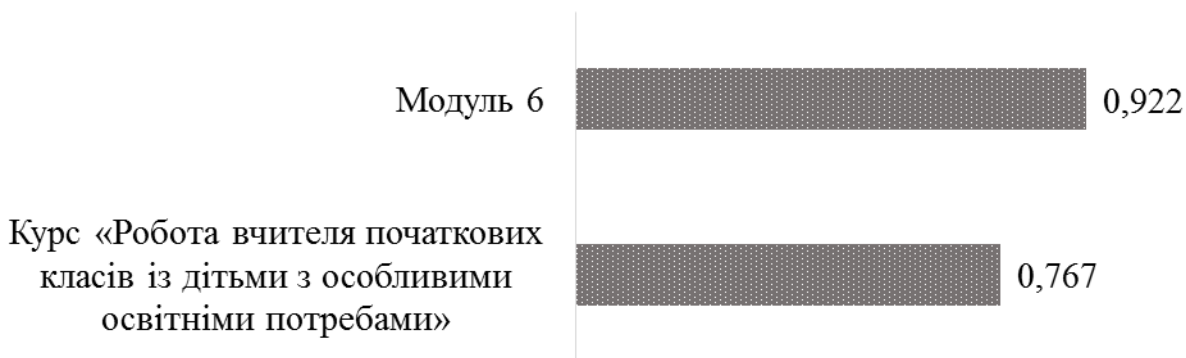 Модуль 6
0,922
Курс «Робота вчителя початкових
класів із дітьми з особливими
освітніми потребами»
0,767